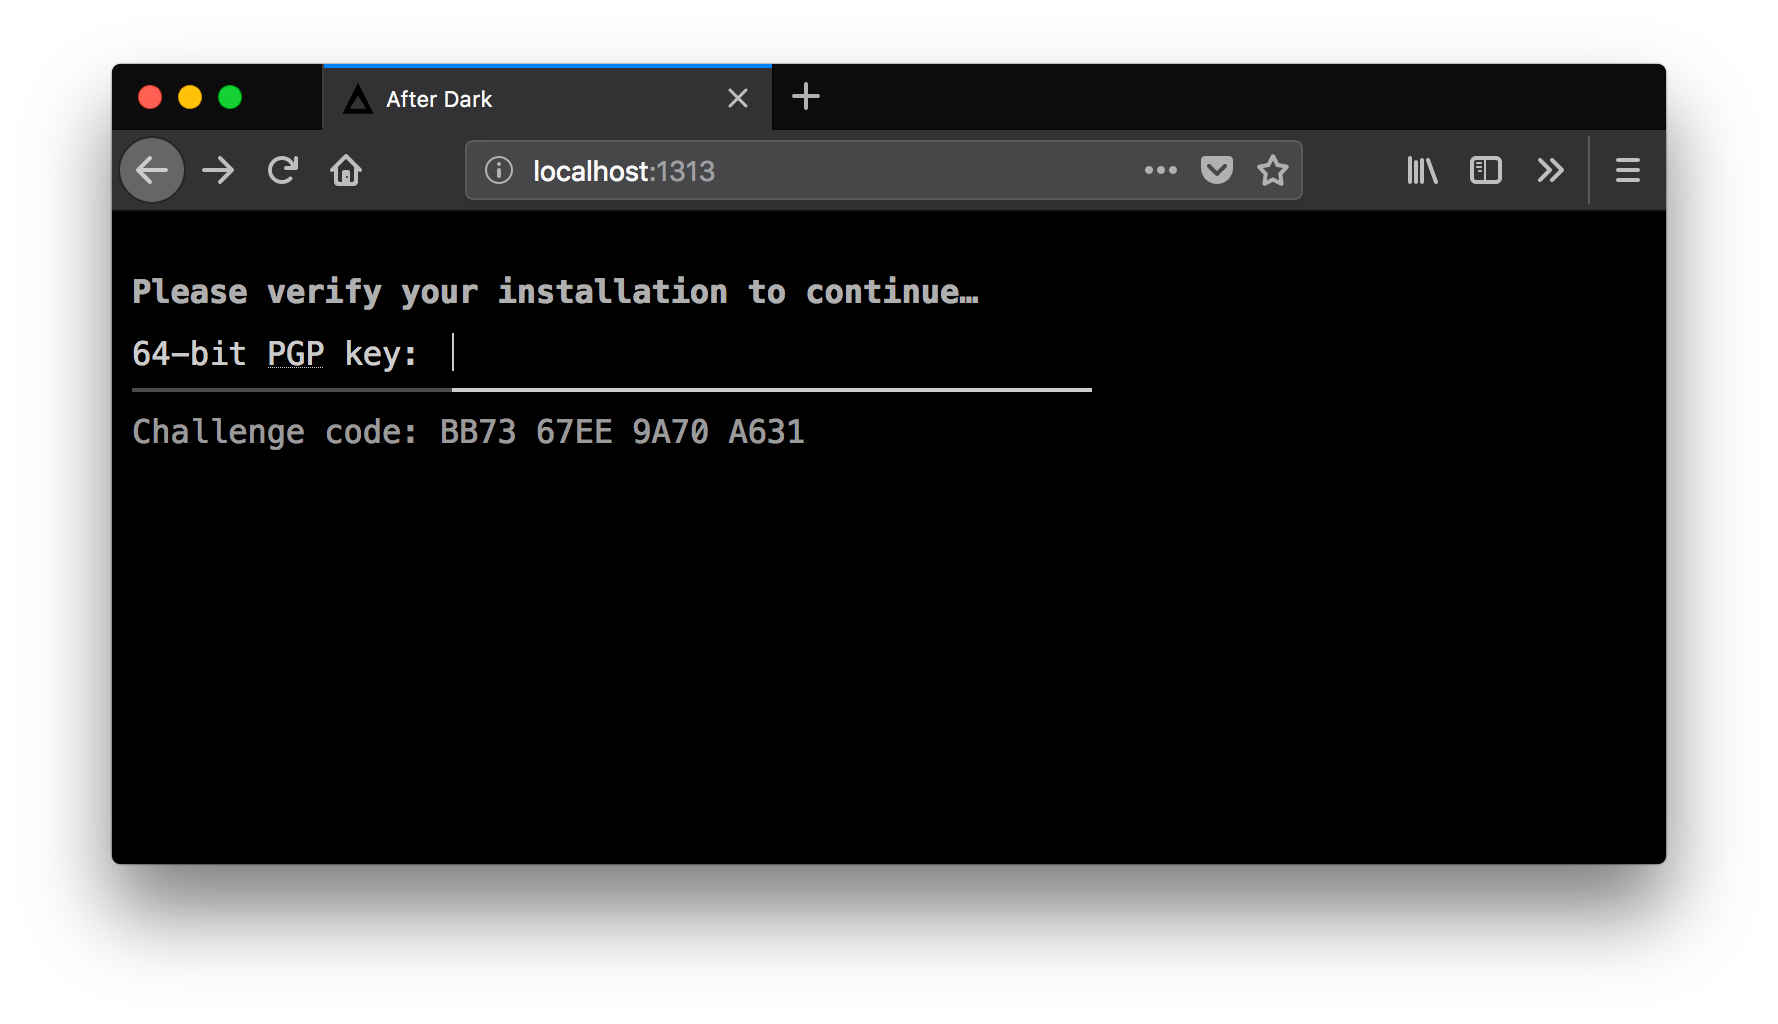 After Dark
localhost:1313
Please verify your installation to continue…
64-bit PGP key:
Challenge code: BB73 67EE 9A70 A631